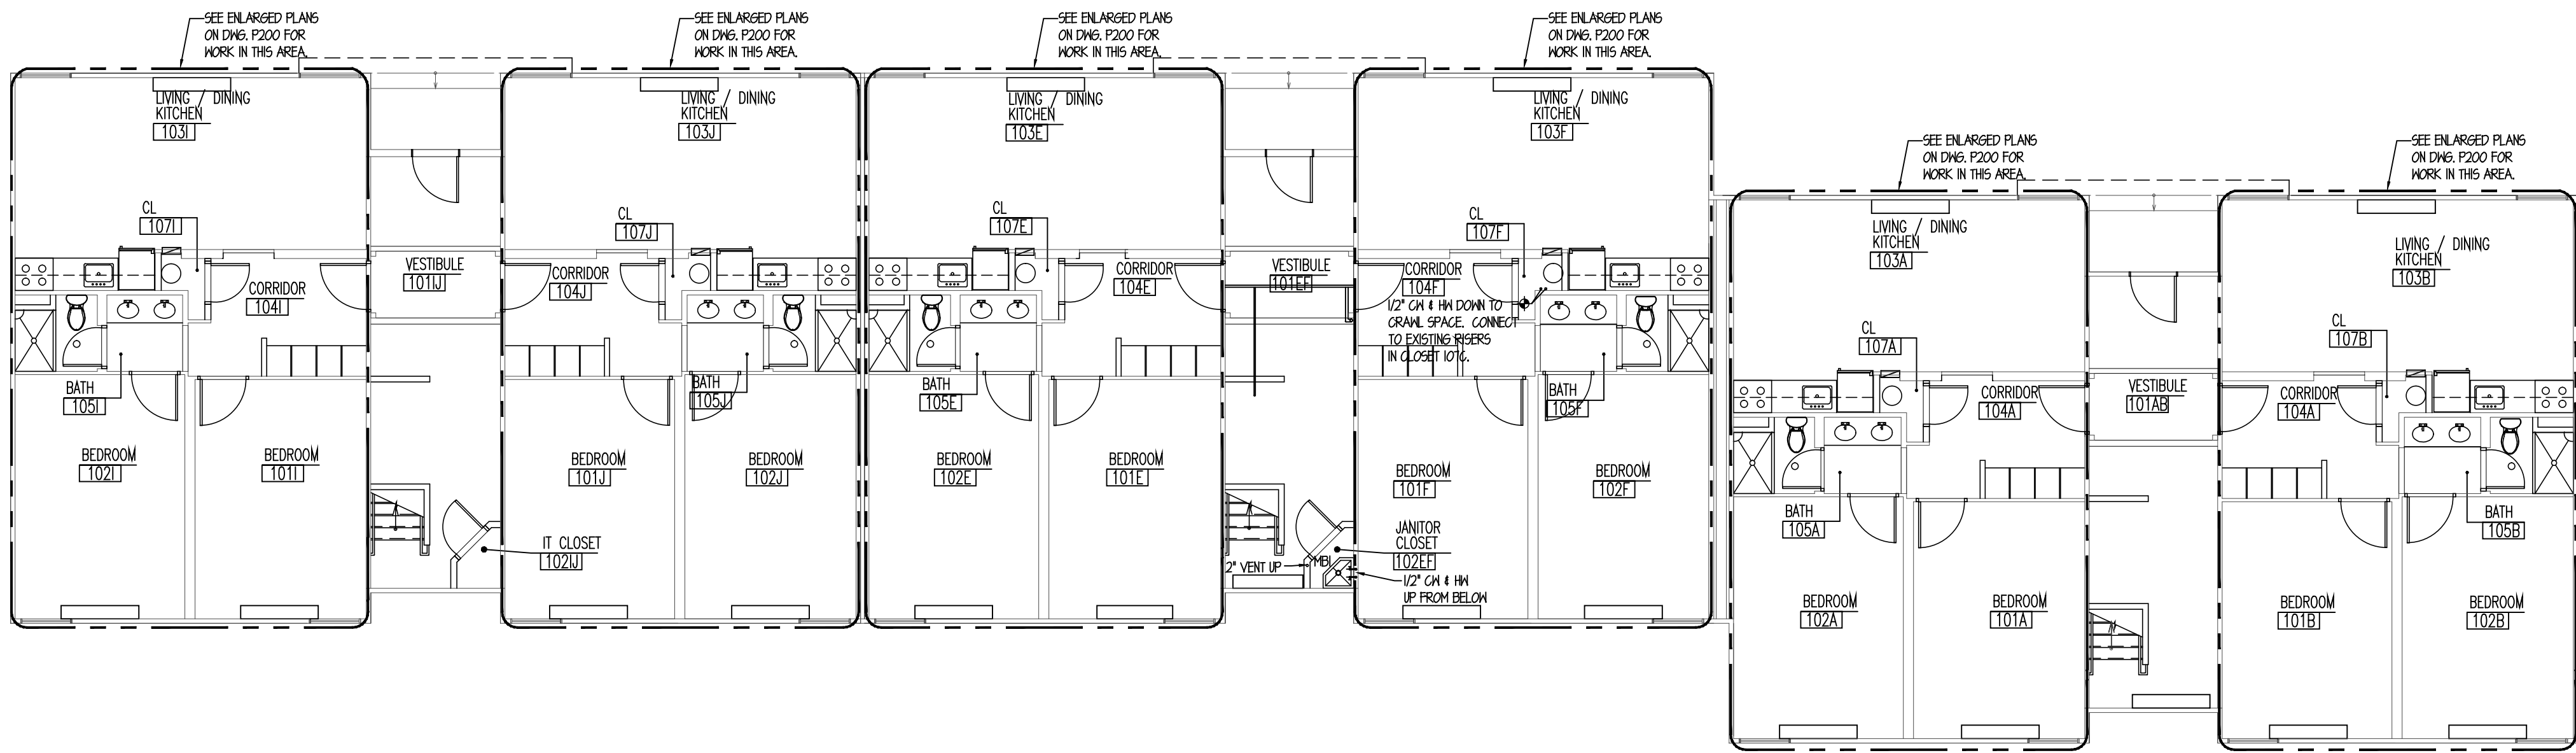 SEE ENLARGED PLANS
ON DWG. P200 FOR
WORK IN THIS AREA.
LIVING / DINING
KITCHEN
103I
CL
107I
CORRIDOR
104I
BATH
105I
BEDROOM
102I
BEDROOM
101I
VESTIBULE
101IJ
IT CLOSET
102IJ
SEE ENLARGED PLANS
ON DWG. P200 FOR
WORK IN THIS AREA.
LIVING / DINING
KITCHEN
103J
CL
107J
CORRIDOR
104J
BATH
105J
BEDROOM
101J
BEDROOM
102J
SEE ENLARGED PLANS
ON DWG. P200 FOR
WORK IN THIS AREA.
LIVING / DINING
KITCHEN
103E
CL
107E
CORRIDOR
104E
BATH
105E
BEDROOM
102E
BEDROOM
101E
VESTIBULE
101EF
2" VENT UP
MB1
JANITOR
CLOSET
102EF
1/2" CW & HW
UP FROM BELOW
SEE ENLARGED PLANS
ON DWG. P200 FOR
WORK IN THIS AREA.
LIVING / DINING
KITCHEN
103F
CL
107F
CORRIDOR
104F
1/2" CW & HW DOWN TO
CRAWL SPACE. CONNECT
TO EXISTING RISERS
IN CLOSET 107C.
BATH
105F
BEDROOM
101F
BEDROOM
102F
SEE ENLARGED PLANS
ON DWG. P200 FOR
WORK IN THIS AREA.
LIVING / DINING
KITCHEN
103A
CL
107A
CORRIDOR
104A
BATH
105A
BEDROOM
102A
BEDROOM
101A
VESTIBULE
101AB
SEE ENLARGED PLANS
ON DWG. P200 FOR
WORK IN THIS AREA.
LIVING / DINING
KITCHEN
103B
CL
107B
CORRIDOR
104A
BATH
105B
BEDROOM
101B
BEDROOM
102B